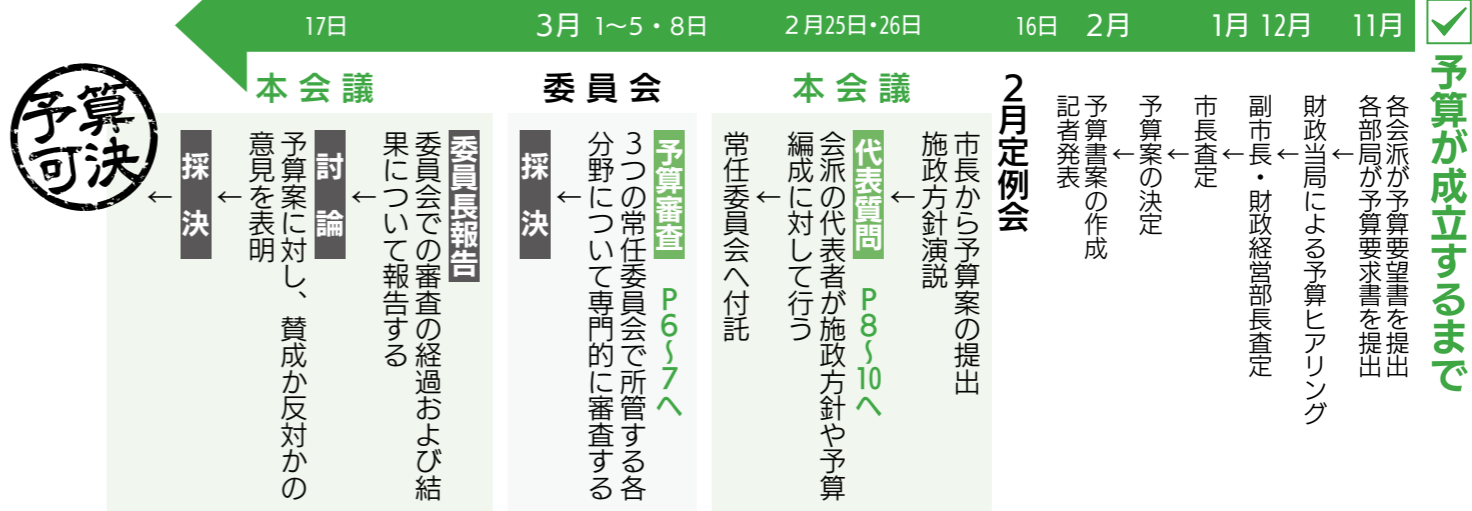 予算が成立するまで
11月
各会派が予算要望書を提出
各部局が予算要求書を提出
←
12月
財政当局による予算ヒアリング
←
1月
副市長・財政経営部長査定
←
市長査定
←
予算案の決定
←
2月
予算書案の作成
記者発表
16日
2月定例会
2月25日・26日
本会議
市長から予算案の提出
施政方針演説
←
代表質問 P8〜10へ
会派の代表者が施政方針や予算
編成に対して行う
←
常任委員会へ付託
3月 1〜5・8日
委員会
予算審査 P6〜7へ
3つの常任委員会で所管する各
分野について専門的に審査する
←
採決
17日
本会議
委員長報告
委員会での審査の経過および結
果について報告する
←
討論
予算案に対し、賛成か反対かの
意見を表明
←
採決
←
予算
可決